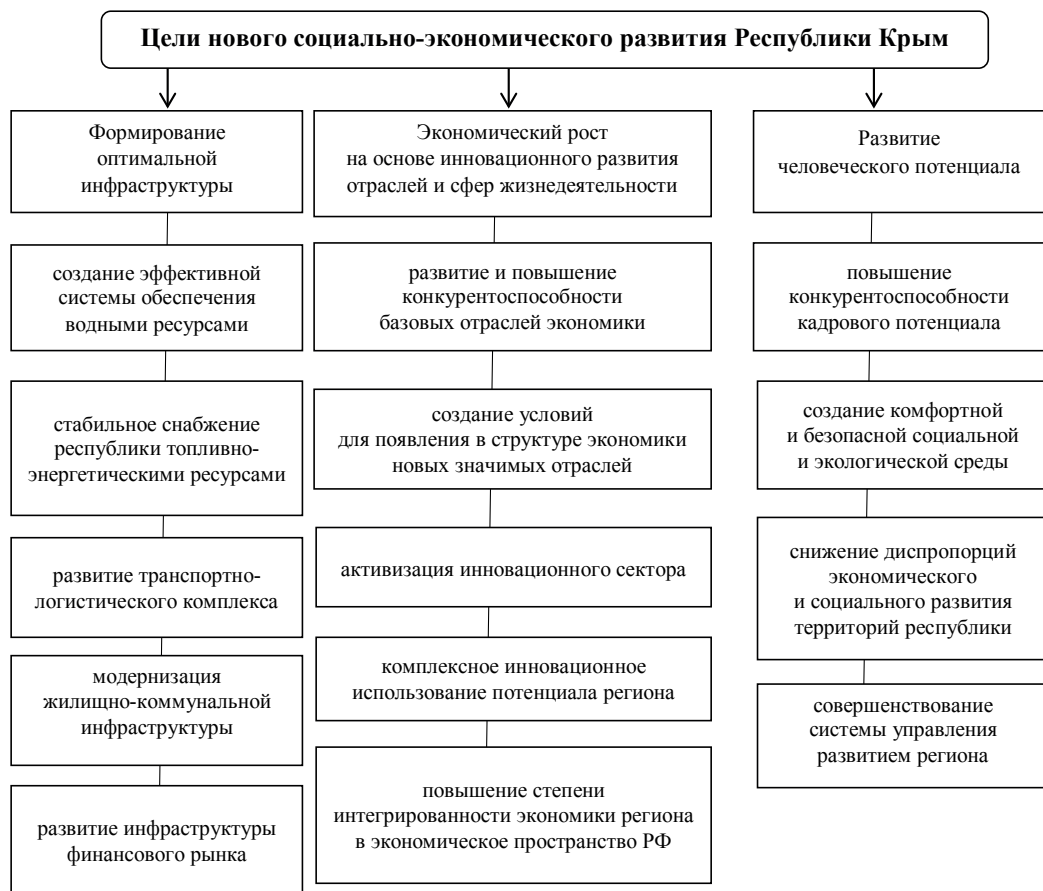 Цели нового социально-экономического развития Республики Крым
Формирование
оптимальной
инфраструктуры
создание эффективной
системы обеспечения
водными ресурсами
стабильное снабжение
республики топливно-
энергетическими ресурсами
развитие транспортно-
логистического комплекса
модернизация
жилищно-коммунальной
инфраструктуры
развитие инфраструктуры
финансового рынка
Экономический рост
на основе инновационного развития
отраслей и сфер жизнедеятельности
развитие и повышение
конкурентоспособности
базовых отраслей экономики
создание условий
для появления в структуре экономики
новых значимых отраслей
активизация инновационного сектора
комплексное инновационное
использование потенциала региона
повышение степени
интегрированности экономики региона
в экономическое пространство РФ
Развитие
человеческого потенциала
повышение
конкурентоспособности
кадрового потенциала
создание комфортной
и безопасной социальной
и экологической среды
снижение диспропорций
экономического
и социального развития
территорий республики
совершенствование
системы управления
развитием региона